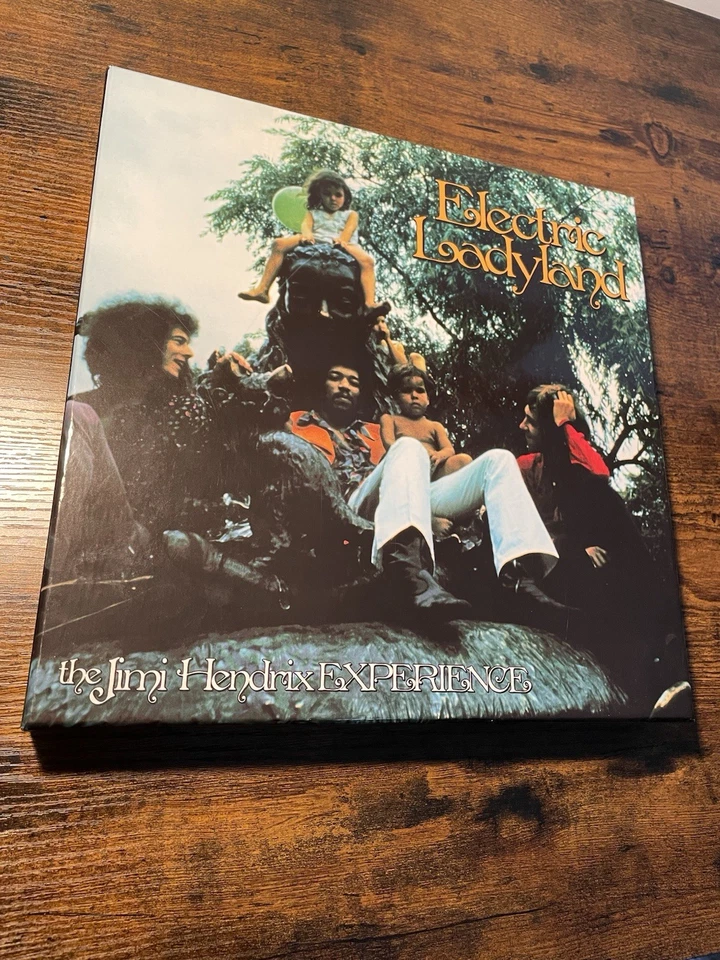 Electric
Ladyland
the Jimi Hendrix EXPERIENCE